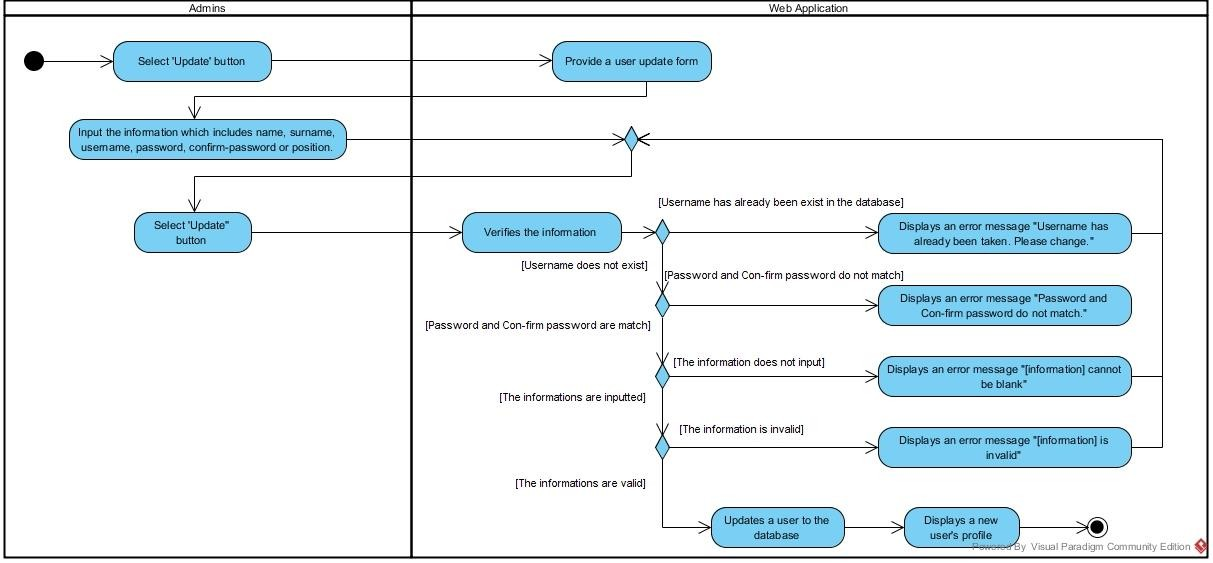 Admins
Web Application
Select 'Update' button
Provide a user update form
Input the information which includes name, surname,
username, password, confirm-password or position.
[Username has already been exist in the database]
Select 'Update"
button
Verifies the information
Displays an error message "Username has
already been taken. Please change."
[Username does not exist]
[Password and Con-firm password do not match]
Displays an error message "Password and
Con-firm password do not match."
[Password and Con-firm password are match]
[The information does not input]
Displays an error message "[information] cannot
be blank"
[The informations are inputted]
[The information is invalid]
Displays an error message "[information] is
invalid"
[The informations are valid]
Updates a user to the
database
Displays a new
user's profile
Powered By Visual Paradigm Community Edition